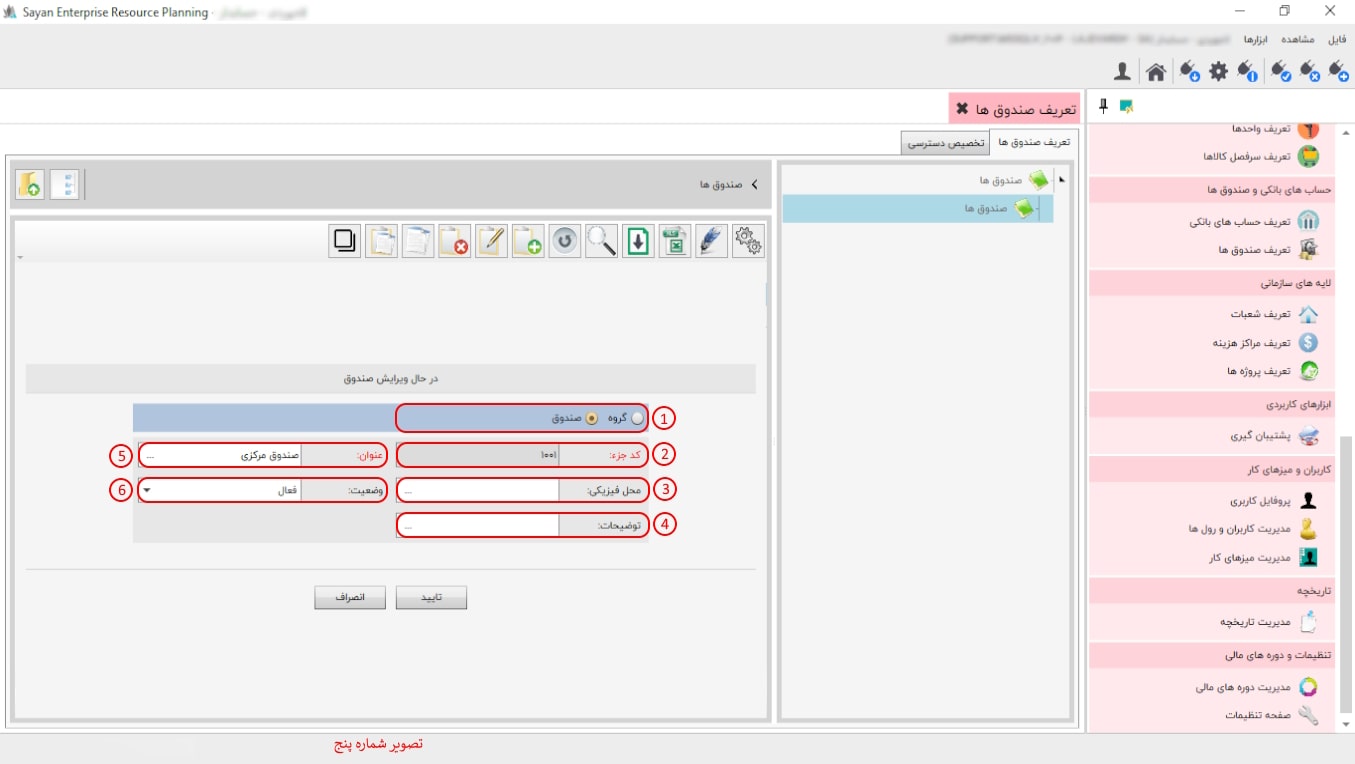 Sayan Enterprise Resource Planning -
فایل مشاهده ابزارها
تعریف صندوق ها
تعریف صندوق ها
تخصیص دسترسی
صندوق ها
صندوق ها
صندوق ها
در حال ویرایش صندوق
گروه صندوق
1
کد جزء: ۱۰۰۱
2
عنوان: صندوق مرکزی ...
5
محل فیزیکی: ...
3
وضعیت: فعال
6
توضیحات: ...
4
تایید
انصراف
تعریف واحدها
تعریف سرفصل کالاها
حساب های بانکی و صندوق ها
تعریف حساب های بانکی
تعریف صندوق ها
لایه های سازمانی
تعریف شعبات
تعریف مراکز هزینه
تعریف پروژه ها
ابزارهای کاربردی
پشتیبان گیری
کاربران و میزهای کار
پروفایل کاربری
مدیریت کاربران و رول ها
مدیریت میزهای کار
تاریخچه
مدیریت تاریخچه
تنظیمات و دوره های مالی
مدیریت دوره های مالی
صفحه تنظیمات
تصویر شماره پنج